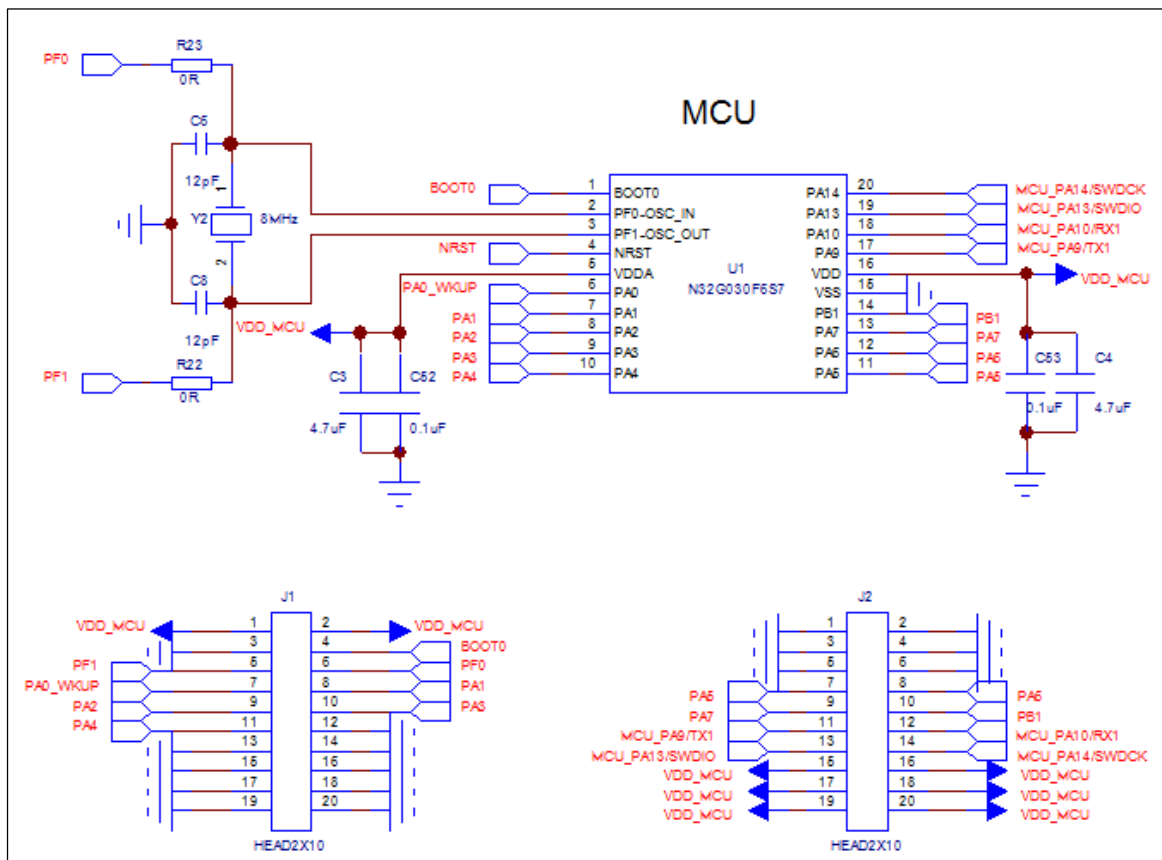 MCU
PF0
R23
0R
C6
12pF
1
Y2
8MHz
2
C8
12pF
PF1
R22
0R
BOOT0
NRST
PA0_WKUP
PA1
PA2
PA3
PA4
VDD_MCU
C3
4.7uF
C52
0.1uF
1 BOOT0
2 PF0-OSC_IN
3 PF1-OSC_OUT
4 NRST
5 VDDA
6 PA0
7 PA1
8 PA2
9 PA3
10 PA4
U1
N32G030F6S7
PA14 20
PA13 19
PA10 18
PA9 17
VDD 16
VSS 15
PB1 14
PA7 13
PA6 12
PA5 11
MCU_PA14/SWDCK
MCU_PA13/SWDIO
MCU_PA10/RX1
MCU_PA9/TX1
VDD_MCU
PB1
PA7
PA6
PA5
C53
0.1uF
C4
4.7uF
J1
VDD_MCU 1 2 VDD_MCU
3 4 BOOT0
PF1 5 6 PF0
PA0_WKUP 7 8 PA1
PA2 9 10 PA3
PA4 11 12
13 14
15 16
17 18
19 20
HEAD2X10
J2
1 2
3 4
5 6
PA5 7 8 PA6
PA7 9 10 PB1
MCU_PA9/TX1 11 12 MCU_PA10/RX1
MCU_PA13/SWDIO 13 14 MCU_PA14/SWDCK
VDD_MCU 15 16 VDD_MCU
VDD_MCU 17 18 VDD_MCU
VDD_MCU 19 20 VDD_MCU
HEAD2X10